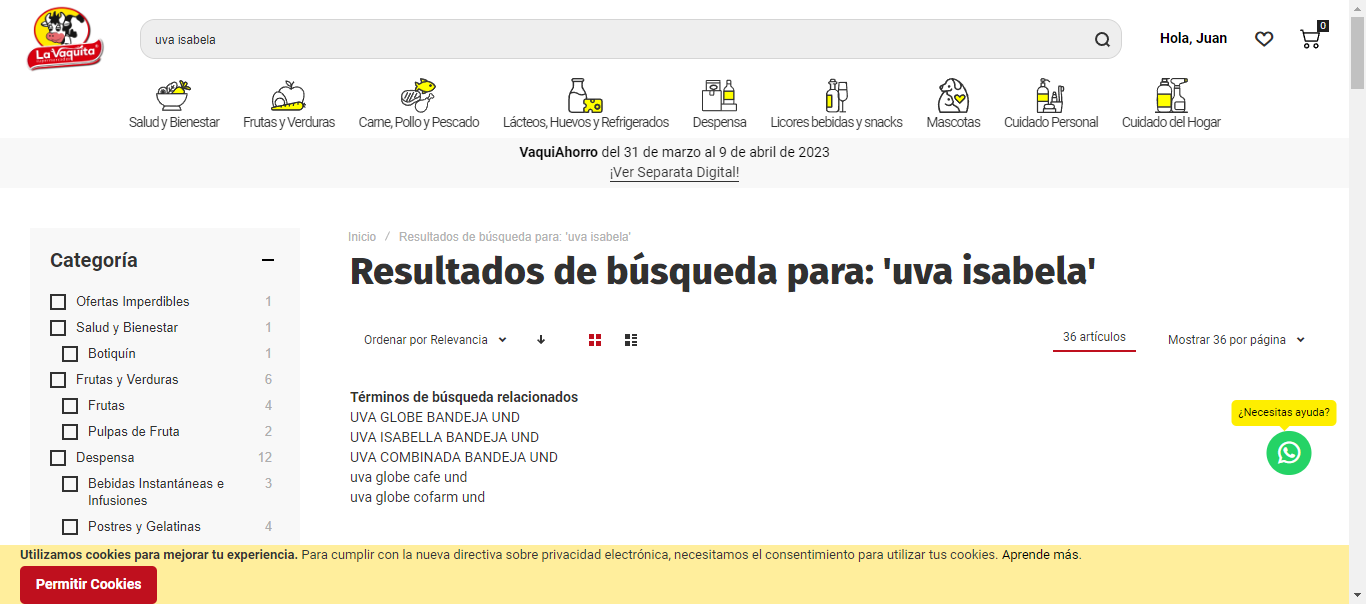 La Vaquita
uva isabela
Hola, Juan
0
Salud y Bienestar
Frutas y Verduras
Carne, Pollo y Pescado
Lácteos, Huevos y Refrigerados
Despensa
Licores bebidas y snacks
Mascotas
Cuidado Personal
Cuidado del Hogar
VaquiAhorro del 31 de marzo al 9 de abril de 2023
¡Ver Separata Digital!
Categoría
Ofertas Imperdibles 1
Salud y Bienestar 1
Botiquín 1
Frutas y Verduras 6
Frutas 4
Pulpas de Fruta 2
Despensa 12
Bebidas Instantáneas e 3
Infusiones
Postres y Gelatinas 4
Inicio / Resultados de búsqueda para: 'uva isabela'
Resultados de búsqueda para: 'uva isabela'
Ordenar por Relevancia
36 artículos
Mostrar 36 por página
Términos de búsqueda relacionados
UVA GLOBE BANDEJA UND
UVA ISABELLA BANDEJA UND
UVA COMBINADA BANDEJA UND
uva globe cafe und
uva globe cofarm und
¿Necesitas ayuda?
Utilizamos cookies para mejorar tu experiencia. Para cumplir con la nueva directiva sobre privacidad electrónica, necesitamos el consentimiento para utilizar tus cookies. Aprende más.
Permitir Cookies